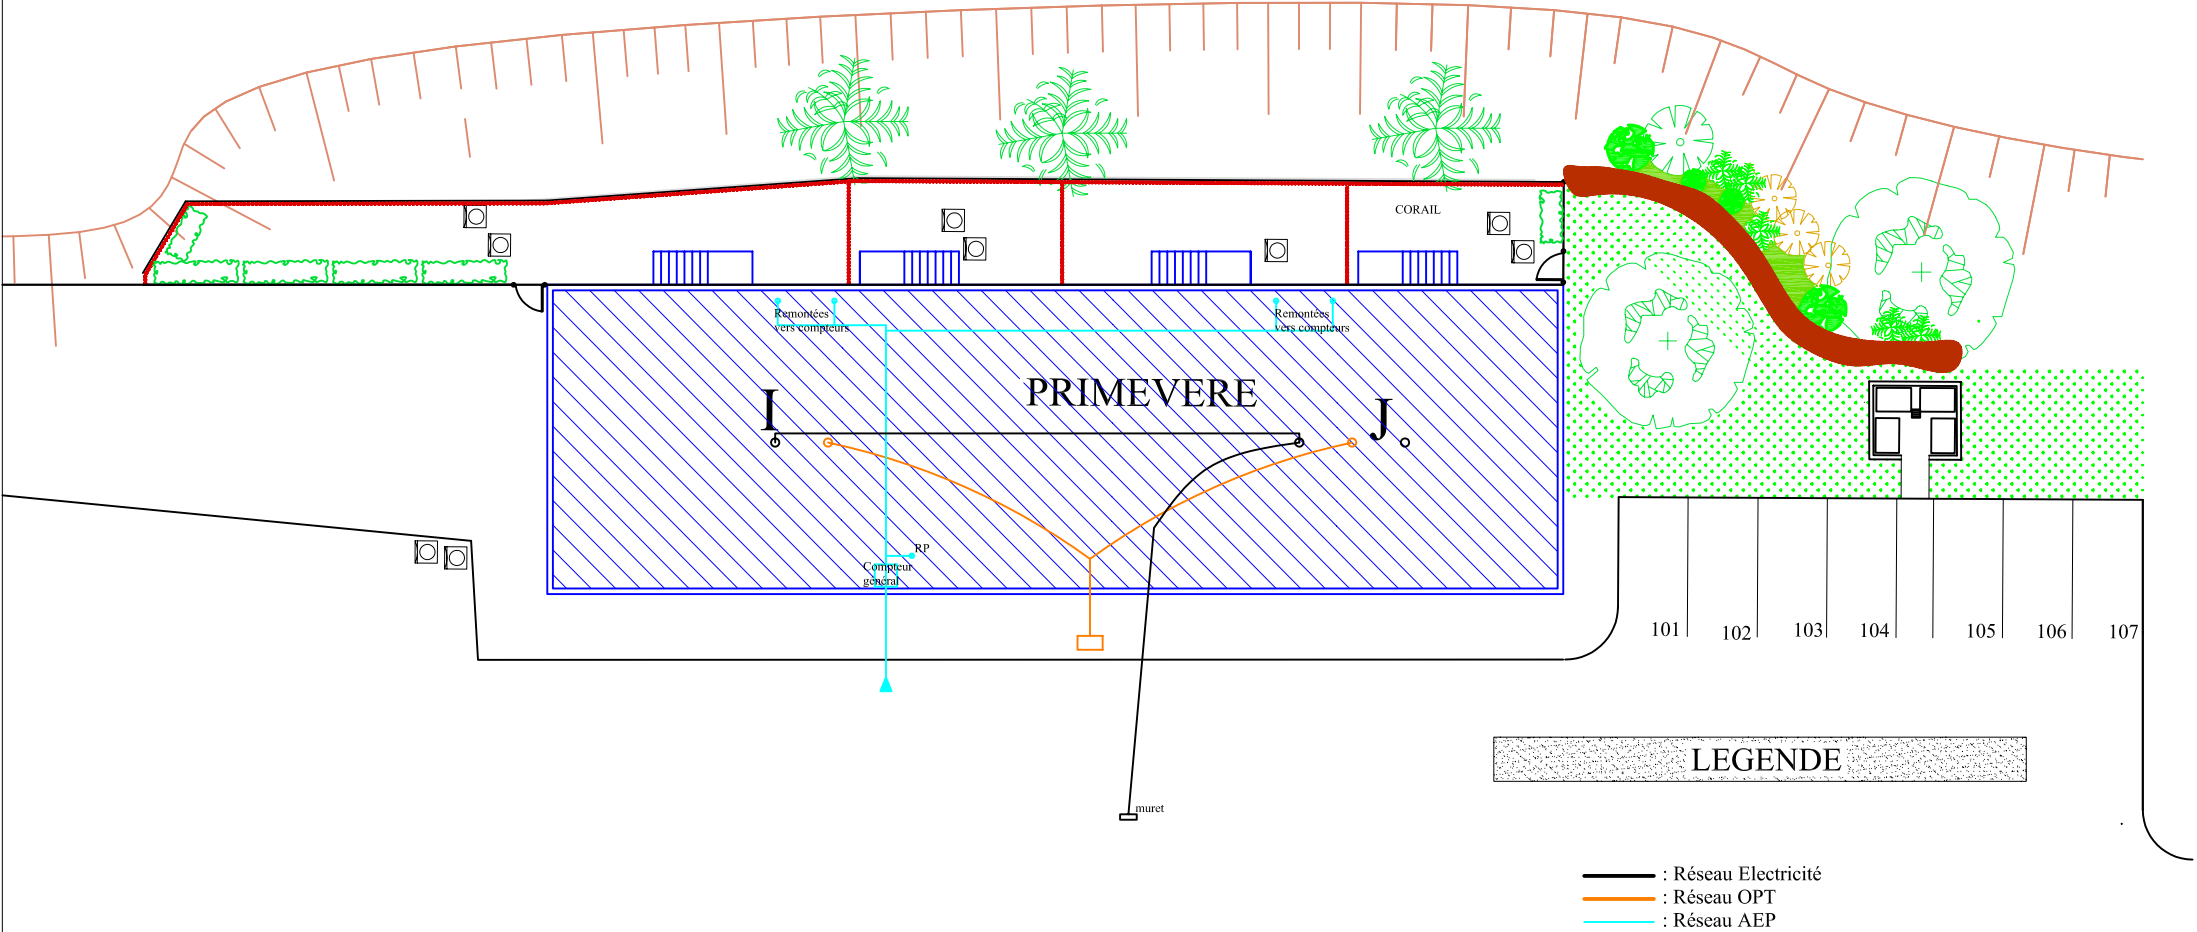 CORAIL
Remontées
vers compteurs
Remontées
vers compteurs
I
PRIMEVERE
J
RP
Compteur
général
101
102
103
104
105
106
107
LEGENDE
muret
: Réseau Electricité
: Réseau OPT
: Réseau AEP